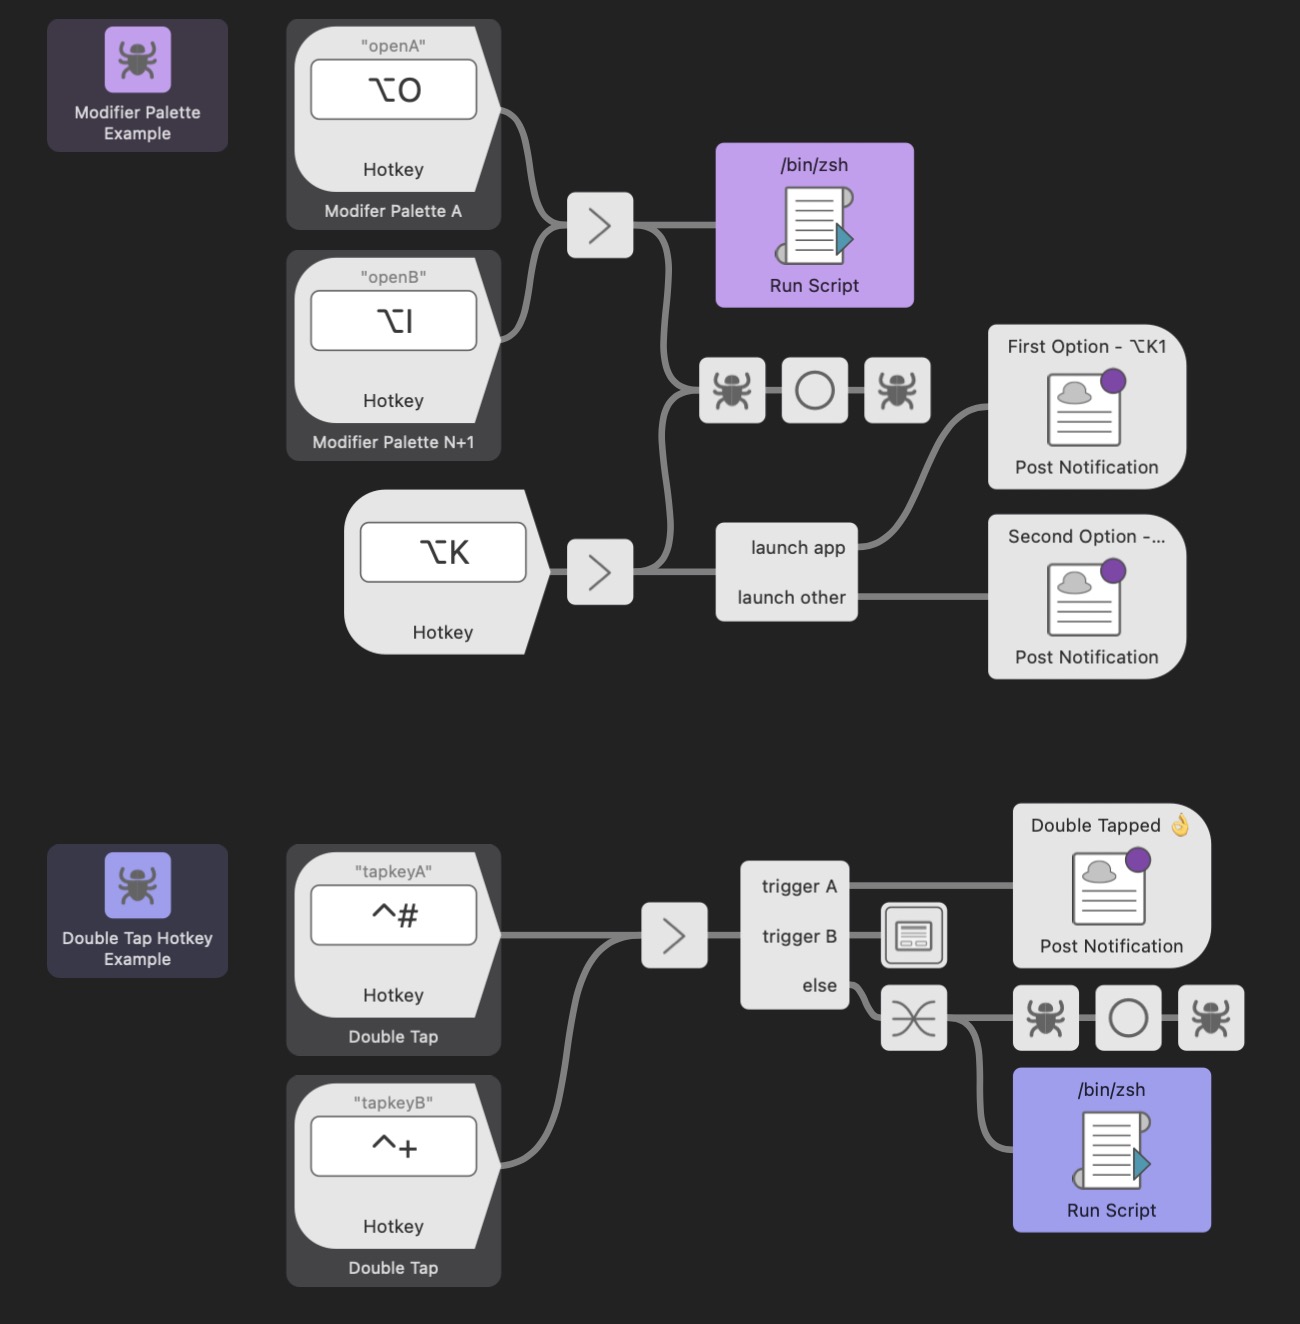 Modifier Palette
Example
"openA"
⌥O
Hotkey
Modifer Palette A
"openB"
⌥I
Hotkey
Modifier Palette N+1
⌥K
Hotkey
/bin/zsh
Run Script
launch app
launch other
First Option - ⌥K1
Post Notification
Second Option -...
Post Notification
Double Tap Hotkey
Example
"tapkeyA"
^#
Hotkey
Double Tap
"tapkeyB"
^+
Hotkey
Double Tap
trigger A
trigger B
else
Double Tapped 👌
Post Notification
/bin/zsh
Run Script